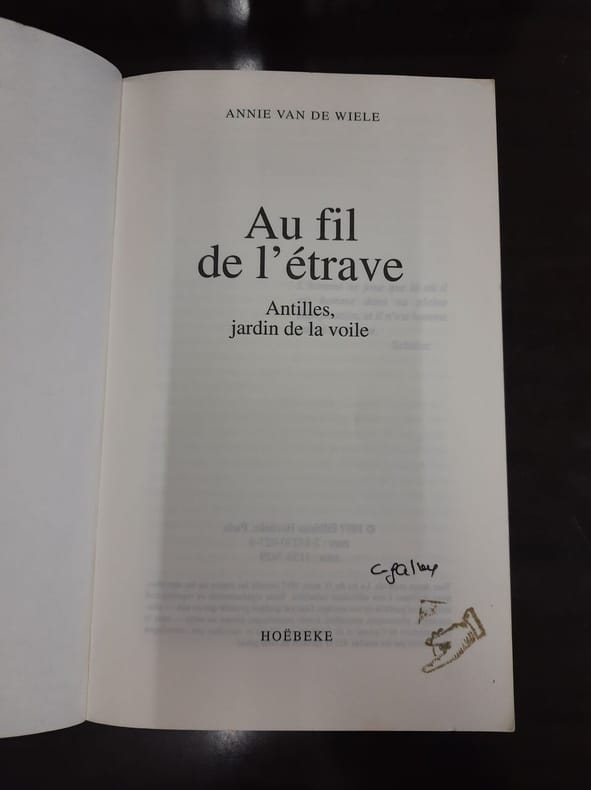 ANNIE VAN DE WIELE
Au fil
de l'étrave
Antilles,
jardin de la voile
HOËBEKE